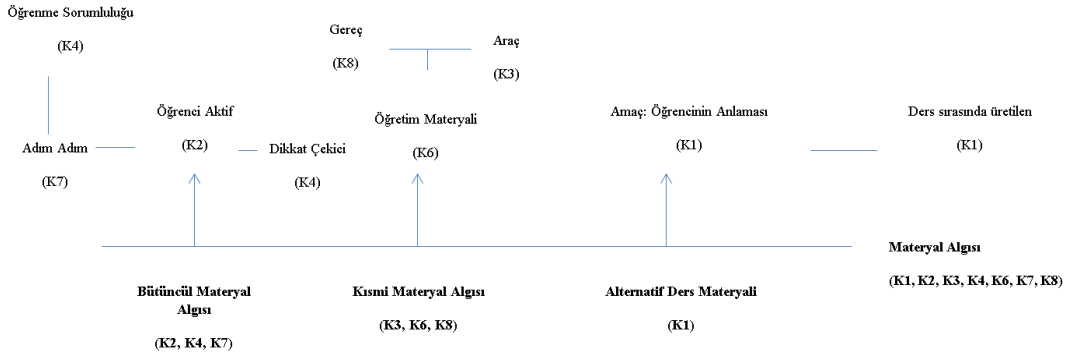 Öğrenme Sorumluluğu
(K4)
Gereç
(K8)
Araç
(K3)
Öğrenci Aktif
(K2)
Öğretim Materyali
(K6)
Amaç: Öğrencinin Anlaması
(K1)
Ders sırasında üretilen
(K1)
Adım Adım
(K7)
Dikkat Çekici
(K4)
Materyal Algısı
(K1, K2, K3, K4, K6, K7, K8)
Bütüncül Materyal
Algısı
(K2, K4, K7)
Kısmi Materyal Algısı
(K3, K6, K8)
Alternatif Ders Materyali
(K1)